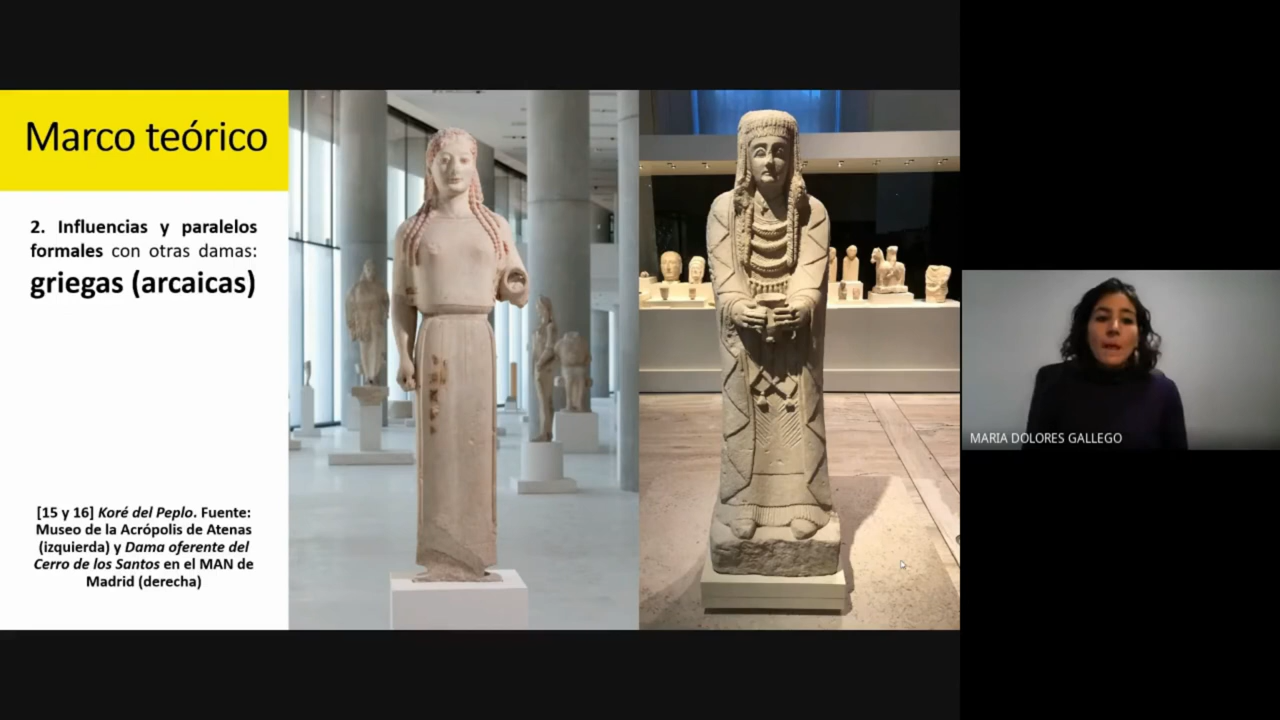 Marco teórico
2. Influencias y paralelos
formales con otras damas:
griegas (arcaicas)
[15 y 16] Koré del Peplo. Fuente:
Museo de la Acrópolis de Atenas
(izquierda) y Dama oferente del
Cerro de los Santos en el MAN de
Madrid (derecha)
MARIA DOLORES GALLEGO